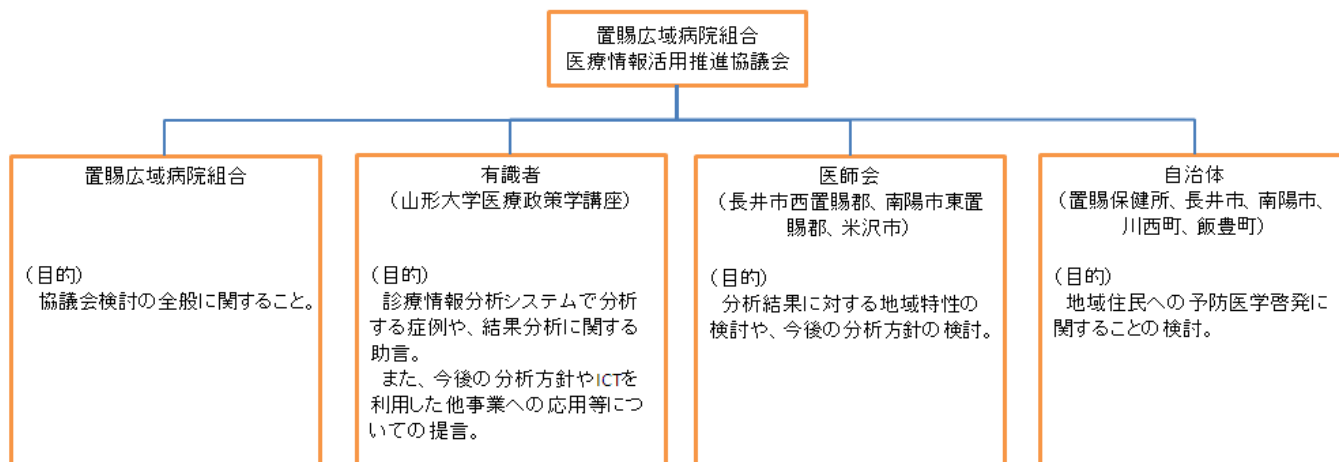 置賜広域病院組合
医療情報活用推進協議会
置賜広域病院組合
（目的）
協議会検討の全般に関すること。
有識者
（山形大学医療政策学講座）
（目的）
診療情報分析システムで分析
する症例や、結果分析に関する
助言。
また、今後の分析方針やICTを
利用した他事業への応用等につ
いての提言。
医師会
（長井市西置賜郡、南陽市東置
賜郡、米沢市）
（目的）
分析結果に対する地域特性の
検討や、今後の分析方針の検討。
自治体
（置賜保健所、長井市、南陽市、
川西町、飯豊町）
（目的）
地域住民への予防医学啓発に
関することの検討。